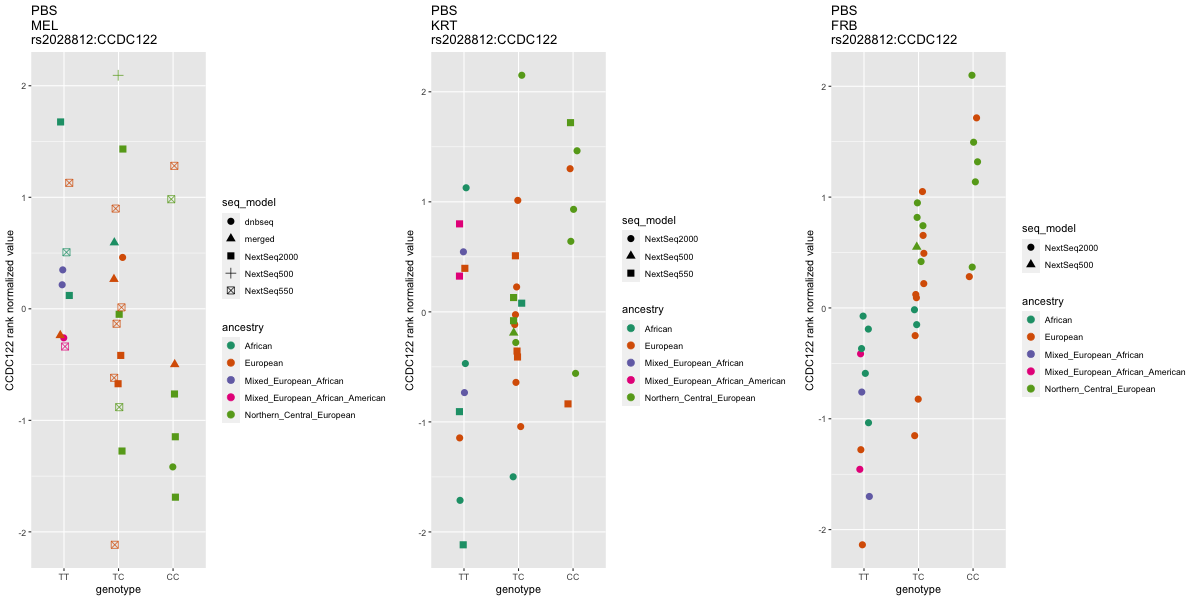 PBS
MEL
rs2028812:CCDC122
CCDC122 rank normalized value
2
1
0
-1
-2
TT
TC
CC
genotype
seq_model
dnbseq
merged
NextSeq2000
NextSeq500
NextSeq550
ancestry
African
European
Mixed_European_African
Mixed_European_African_American
Northern_Central_European
PBS
KRT
rs2028812:CCDC122
CCDC122 rank normalized value
2
1
0
-1
-2
TT
TC
CC
genotype
seq_model
NextSeq2000
NextSeq500
NextSeq550
ancestry
African
European
Mixed_European_African
Mixed_European_African_American
Northern_Central_European
PBS
FRB
rs2028812:CCDC122
CCDC122 rank normalized value
2
1
0
-1
-2
TT
TC
CC
genotype
seq_model
NextSeq2000
NextSeq500
ancestry
African
European
Mixed_European_African
Mixed_European_African_American
Northern_Central_European